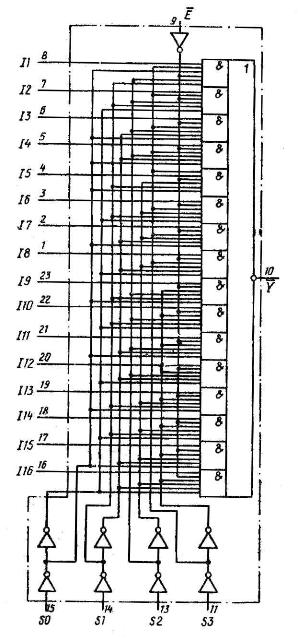 9 E
I1 8 & 1
I2 7 &
I3 6 &
I4 5 &
I5 4 &
I6 3 &
I7 2 &
I8 1 &
I9 23 & 10
I10 22 & Y
I11 21 &
I12 20 &
I13 19 &
I14 18 &
I15 17 &
I16 16 &
15 14 13 11
S0 S1 S2 S3